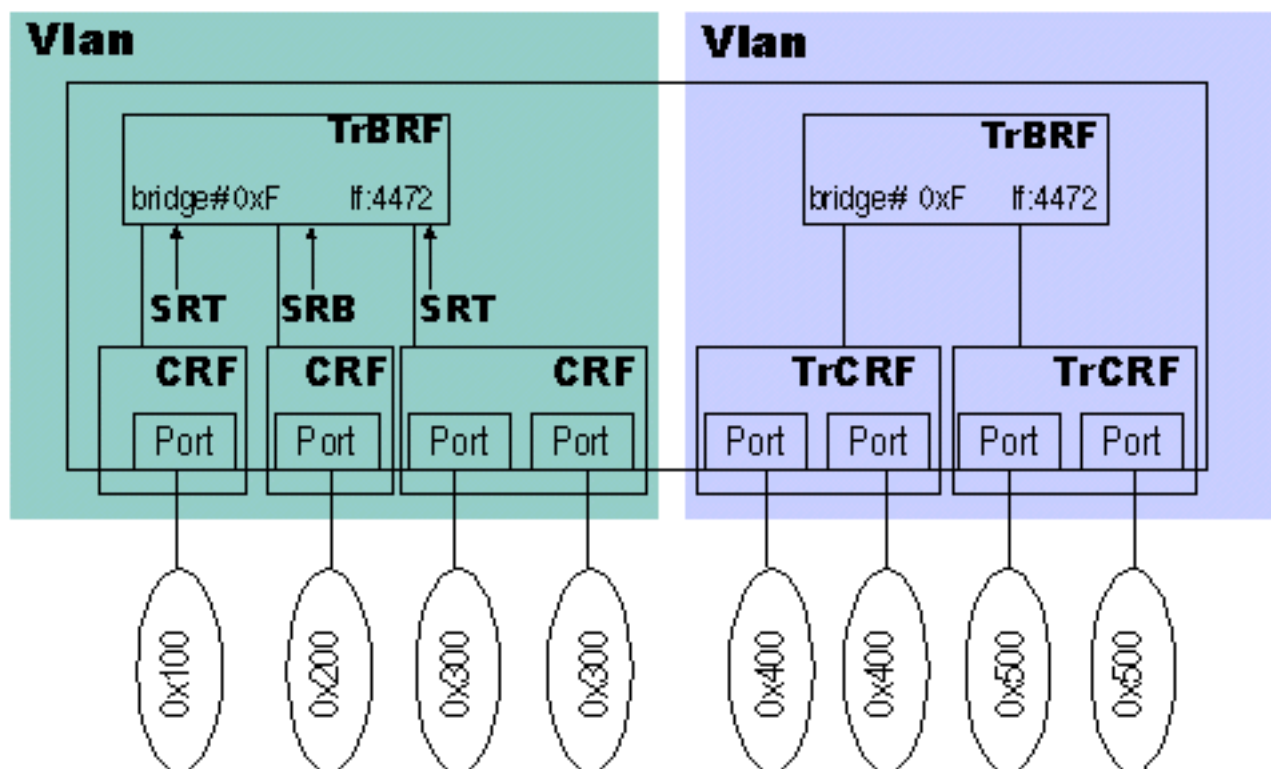 Vlan
TrBRF
bridge# 0xF lf:4472
SRT SRB SRT
CRF CRF CRF
Port Port Port Port
0x100 0x200 0x300 0x300
Vlan
TrBRF
bridge# 0xF lf:4472
TrCRF TrCRF
Port Port Port Port
0x400 0x400 0x500 0x500